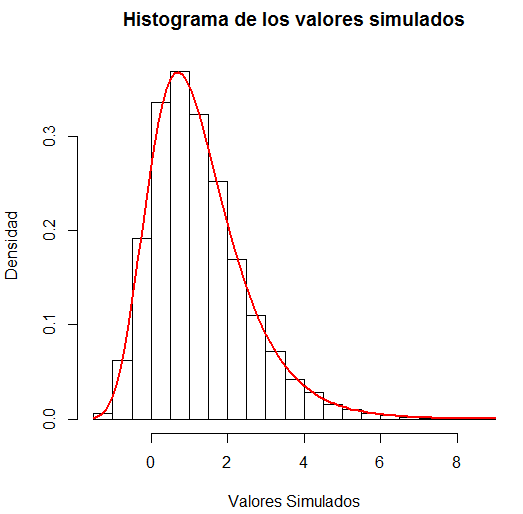 Histograma de los valores simulados
Densidad
0.3
0.2
0.1
0.0
0 2 4 6 8
Valores Simulados